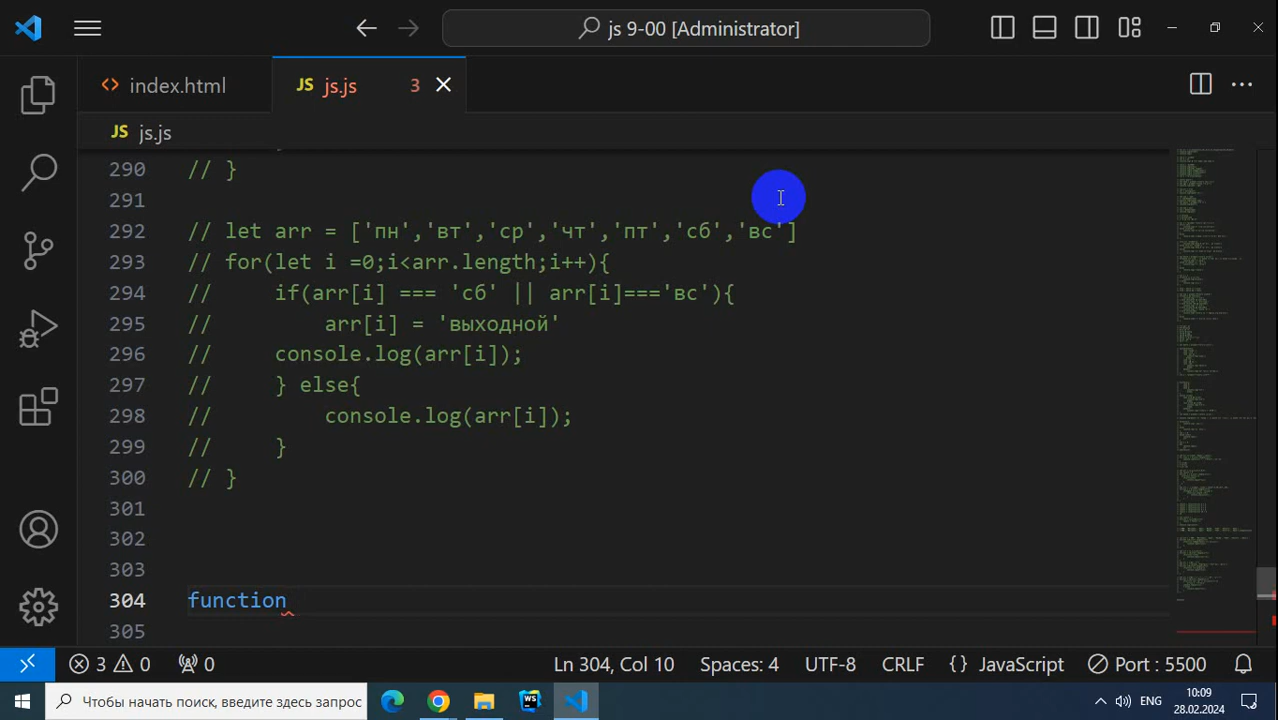 js 9-00 [Administrator]
index.html
JS js.js 3
JS js.js
290 // }
291
292 // let arr = ['пн','вт','ср','чт','пт','сб','вс']
293 // for(let i =0;i<arr.length;i++){
294 //     if(arr[i] === 'сб' || arr[i]==='вс'){
295 //         arr[i] = 'выходной'
296 //     console.log(arr[i]);
297 //     } else{
298 //         console.log(arr[i]);
299 //     }
300 // }
301
302
303
304 function
305
3 0 0 Ln 304, Col 10 Spaces: 4 UTF-8 CRLF {} JavaScript Port : 5500
Чтобы начать поиск, введите здесь запрос WS ENG 10:09
28.02.2024